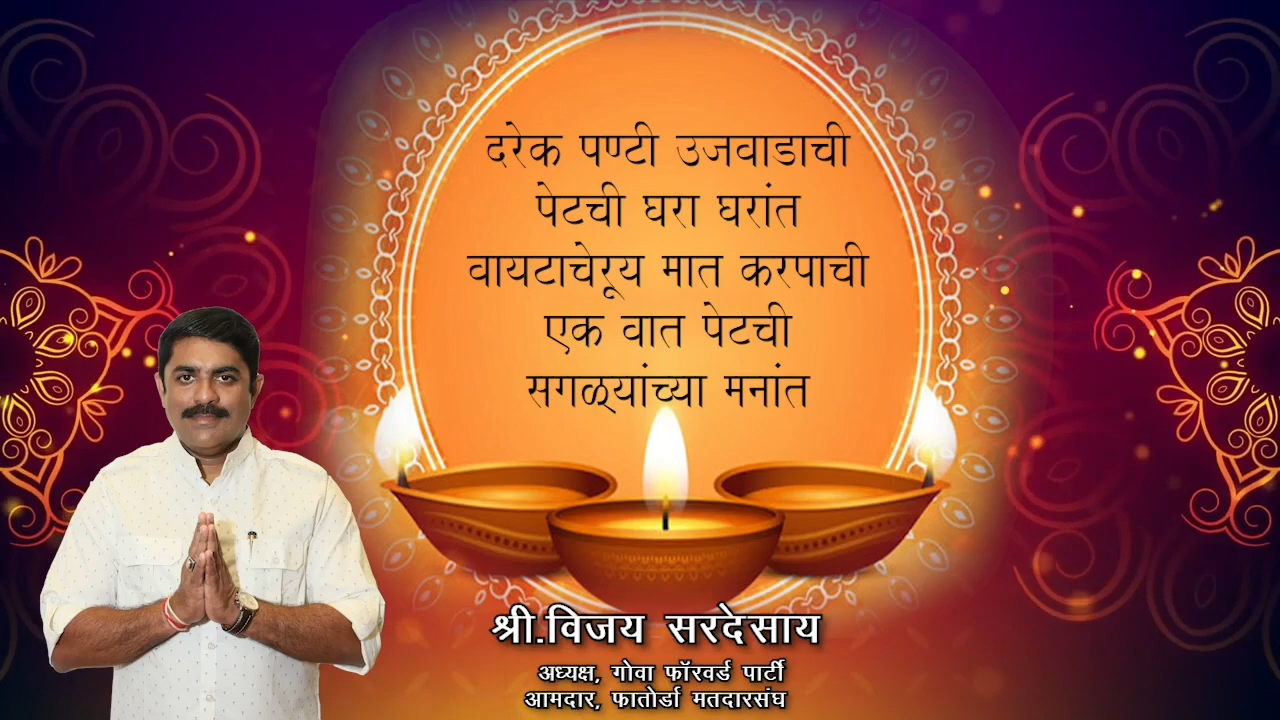 दरेक पण्टी उजवाडाची
पेटची घरा घरांत
वायटाचेरूय मात करपाची
एक वात पेटची
सगळ्यांच्या मनांत
श्री.विजय सरदेसाय
अध्यक्ष, गोवा फॉरवर्ड पार्टी
आमदार, फातोर्डा मतदारसंघ